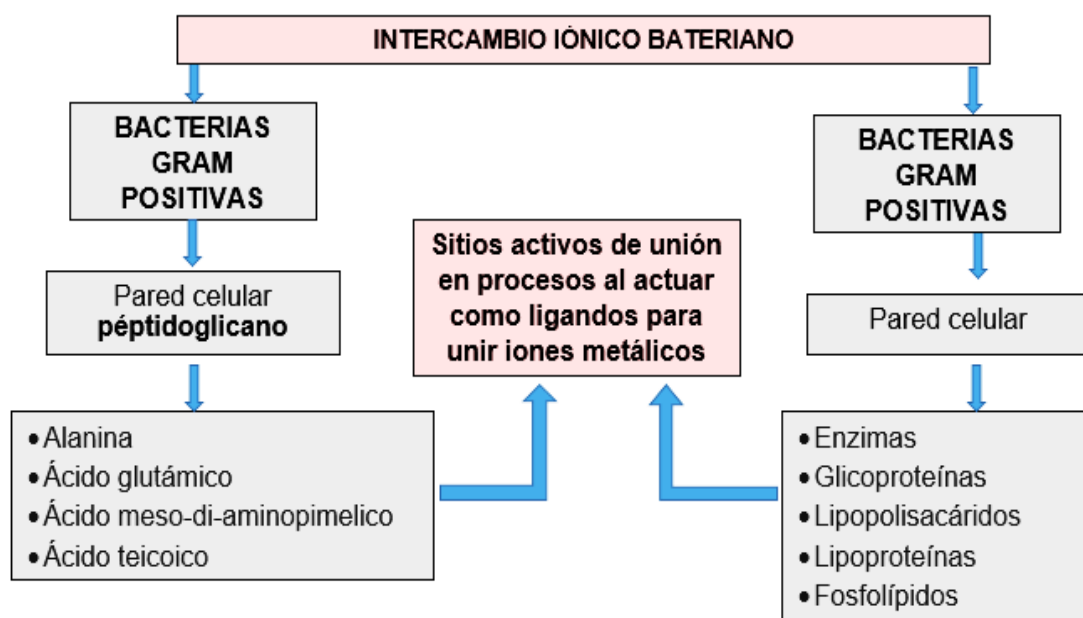 INTERCAMBIO IÓNICO BATERIANO
BACTERIAS
GRAM
POSITIVAS
Pared celular
péptidoglicano
• Alanina
• Ácido glutámico
• Ácido meso-di-aminopimelico
• Ácido teicoico
Sitios activos de unión
en procesos al actuar
como ligandos para
unir iones metálicos
BACTERIAS
GRAM
POSITIVAS
Pared celular
• Enzimas
• Glicoproteínas
• Lipopolisacáridos
• Lipoproteínas
• Fosfolípidos